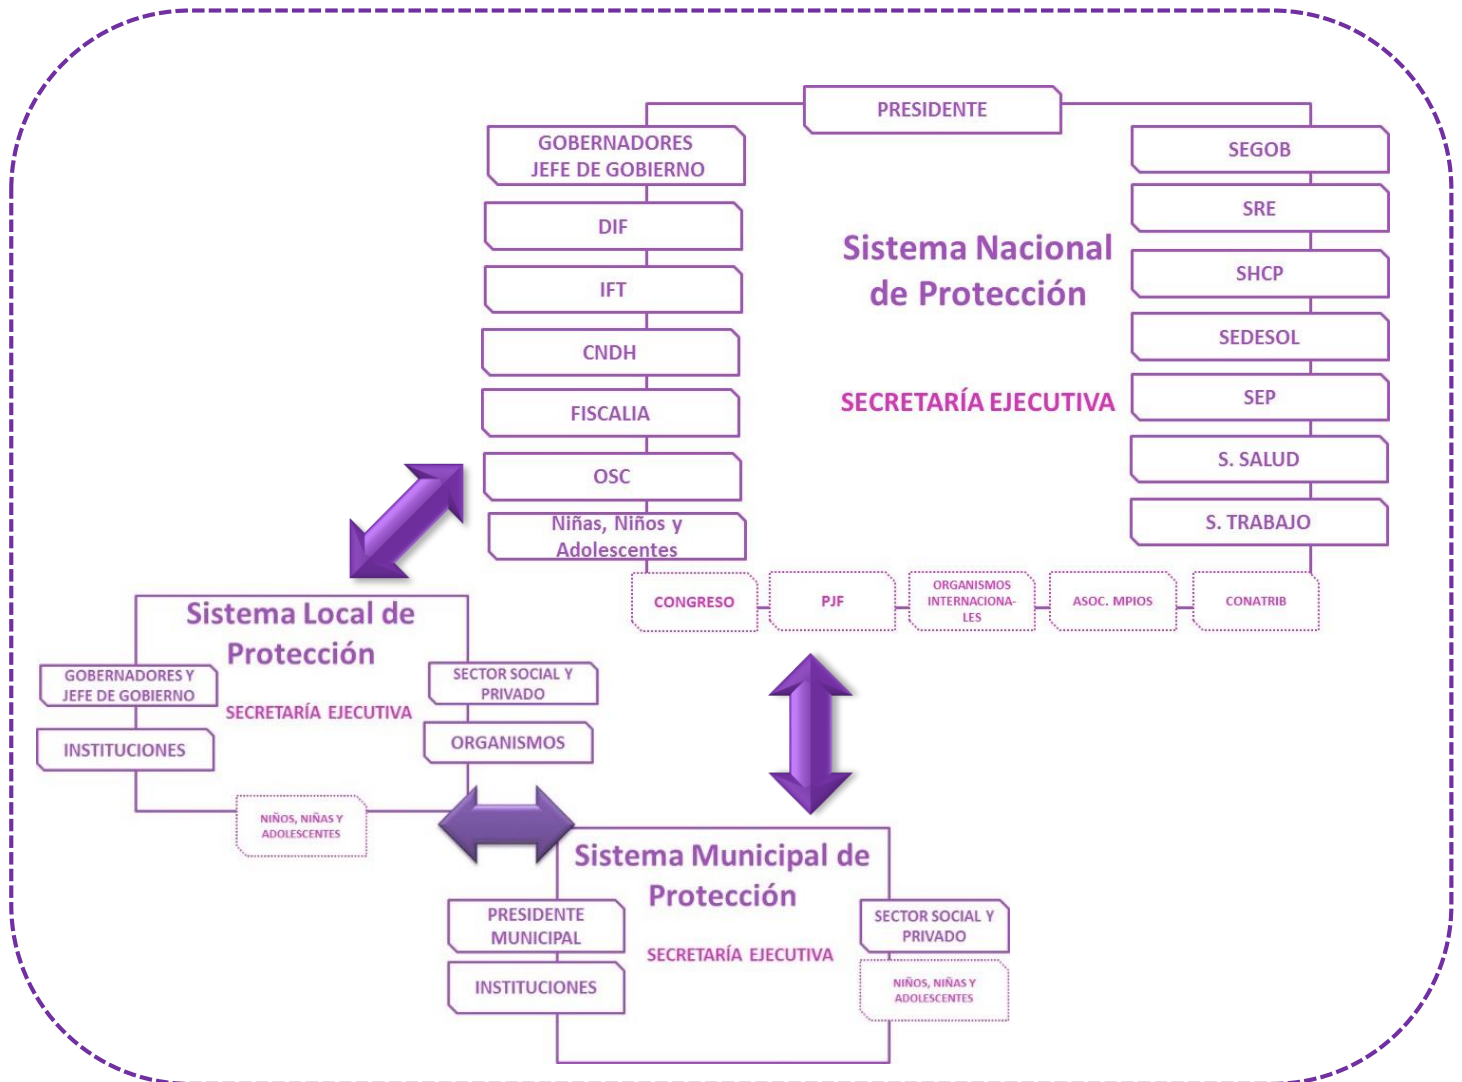 PRESIDENTE
GOBERNADORES
JEFE DE GOBIERNO
DIF
IFT
CNDH
FISCALIA
OSC
Niñas, Niños y
Adolescentes
Sistema Nacional
de Protección
SECRETARÍA EJECUTIVA
SEGOB
SRE
SHCP
SEDESOL
SEP
S. SALUD
S. TRABAJO
CONGRESO
PJF
ORGANISMOS
INTERNACIONA-
LES
ASOC. MPIOS
CONATRIB
Sistema Local de
Protección
GOBERNADORES Y
JEFE DE GOBIERNO
INSTITUCIONES
SECRETARÍA EJECUTIVA
SECTOR SOCIAL Y
PRIVADO
ORGANISMOS
NIÑOS, NIÑAS Y
ADOLESCENTES
Sistema Municipal de
Protección
PRESIDENTE
MUNICIPAL
INSTITUCIONES
SECRETARÍA EJECUTIVA
SECTOR SOCIAL Y
PRIVADO
NIÑOS, NIÑAS Y
ADOLESCENTES